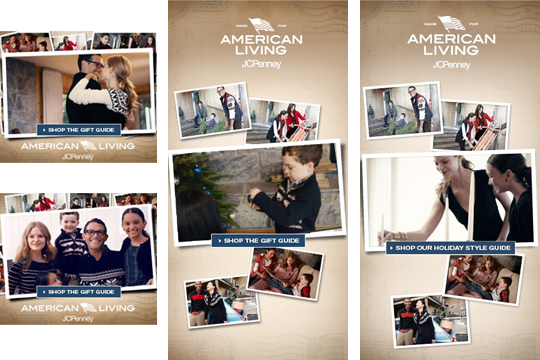 SHOP THE GIFT GUIDE
AMERICAN LIVING
JCPenney
SHOP THE GIFT GUIDE
AMERICAN LIVING
JCPenney
MADE FOR
AMERICAN
LIVING
JCPenney
SHOP THE GIFT GUIDE
MADE FOR
AMERICAN
LIVING
JCPenney
SHOP OUR HOLIDAY STYLE GUIDE